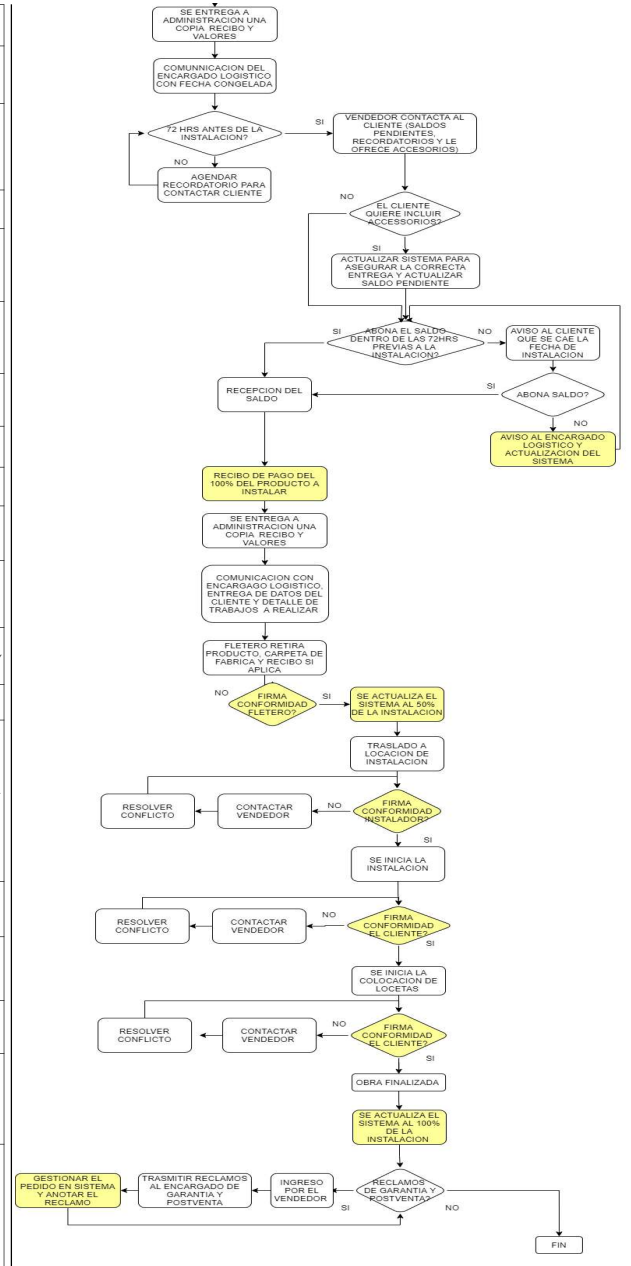 SE ENTREGA A
ADMINISTRACION UNA
COPIA RECIBO Y
VALORES
COMUNNICACION DEL
ENCARGADO LOGISTICO
CON FECHA CONGELADA
72 HRS ANTES DE LA
INSTALACION?
SI
NO
AGENDAR
RECORDATORIO PARA
CONTACTAR CLIENTE
VENDEDOR CONTACTA AL
CLIENTE (SALDOS
PENDIENTES,
RECORDATORIOS Y LE
OFRECE ACCESORIOS)
NO
EL CLIENTE
QUIERE INCLUIR
ACCESSORIOS?
SI
ACTUALIZAR SISTEMA PARA
ASEGURAR LA CORRECTA
ENTREGA Y ACTUALIZAR
SALDO PENDIENTE
SI
ABONA EL SALDO
DENTRO DE LAS 72HRS
PREVIAS A LA
INSTALACION?
NO
AVISO AL CLIENTE
QUE SE CAE LA
FECHA DE
INSTALACION
RECEPCION DEL
SALDO
SI
ABONA SALDO?
NO
AVISO AL ENCARGADO
LOGISTICO Y
ACTUALIZACION DEL
SISTEMA
RECIBO DE PAGO DEL
100% DEL PRODUCTO A
INSTALAR
SE ENTREGA A
ADMINISTRACION UNA
COPIA RECIBO Y
VALORES
COMUNICACION CON
ENCARGAGO LOGISTICO,
ENTREGA DE DATOS DEL
CLIENTE Y DETALLE DE
TRABAJOS A REALIZAR
FLETERO RETIRA
PRODUCTO, CARPETA DE
FABRICA Y RECIBO SI
APLICA
NO
FIRMA
CONFORMIDAD
FLETERO?
SI
SE ACTUALIZA EL
SISTEMA AL 50%
DE LA INSTALACION
TRASLADO A
LOCACION DE
INSTALACION
RESOLVER
CONFLICTO
CONTACTAR
VENDEDOR
NO
FIRMA
CONFORMIDAD
INSTALADOR?
SI
SE INICIA LA
INSTALACION
RESOLVER
CONFLICTO
CONTACTAR
VENDEDOR
NO
FIRMA
CONFORMIDAD
EL CLIENTE?
SI
SE INICIA LA
COLOCACION DE
LOCETAS
RESOLVER
CONFLICTO
CONTACTAR
VENDEDOR
NO
FIRMA
CONFORMIDAD
EL CLIENTE?
SI
OBRA FINALIZADA
SE ACTUALIZA EL
SISTEMA AL 100%
DE LA
INSTALACION
GESTIONAR EL
PEDIDO EN SISTEMA
Y ANOTAR EL
RECLAMO
TRASMITIR RECLAMOS
AL ENCARGADO DE
GARANTIA Y
POSTVENTA
INGRESO
POR EL
VENDEDOR
SI
RECLAMOS
DE GARANTIA Y
POSTVENTA?
NO
FIN